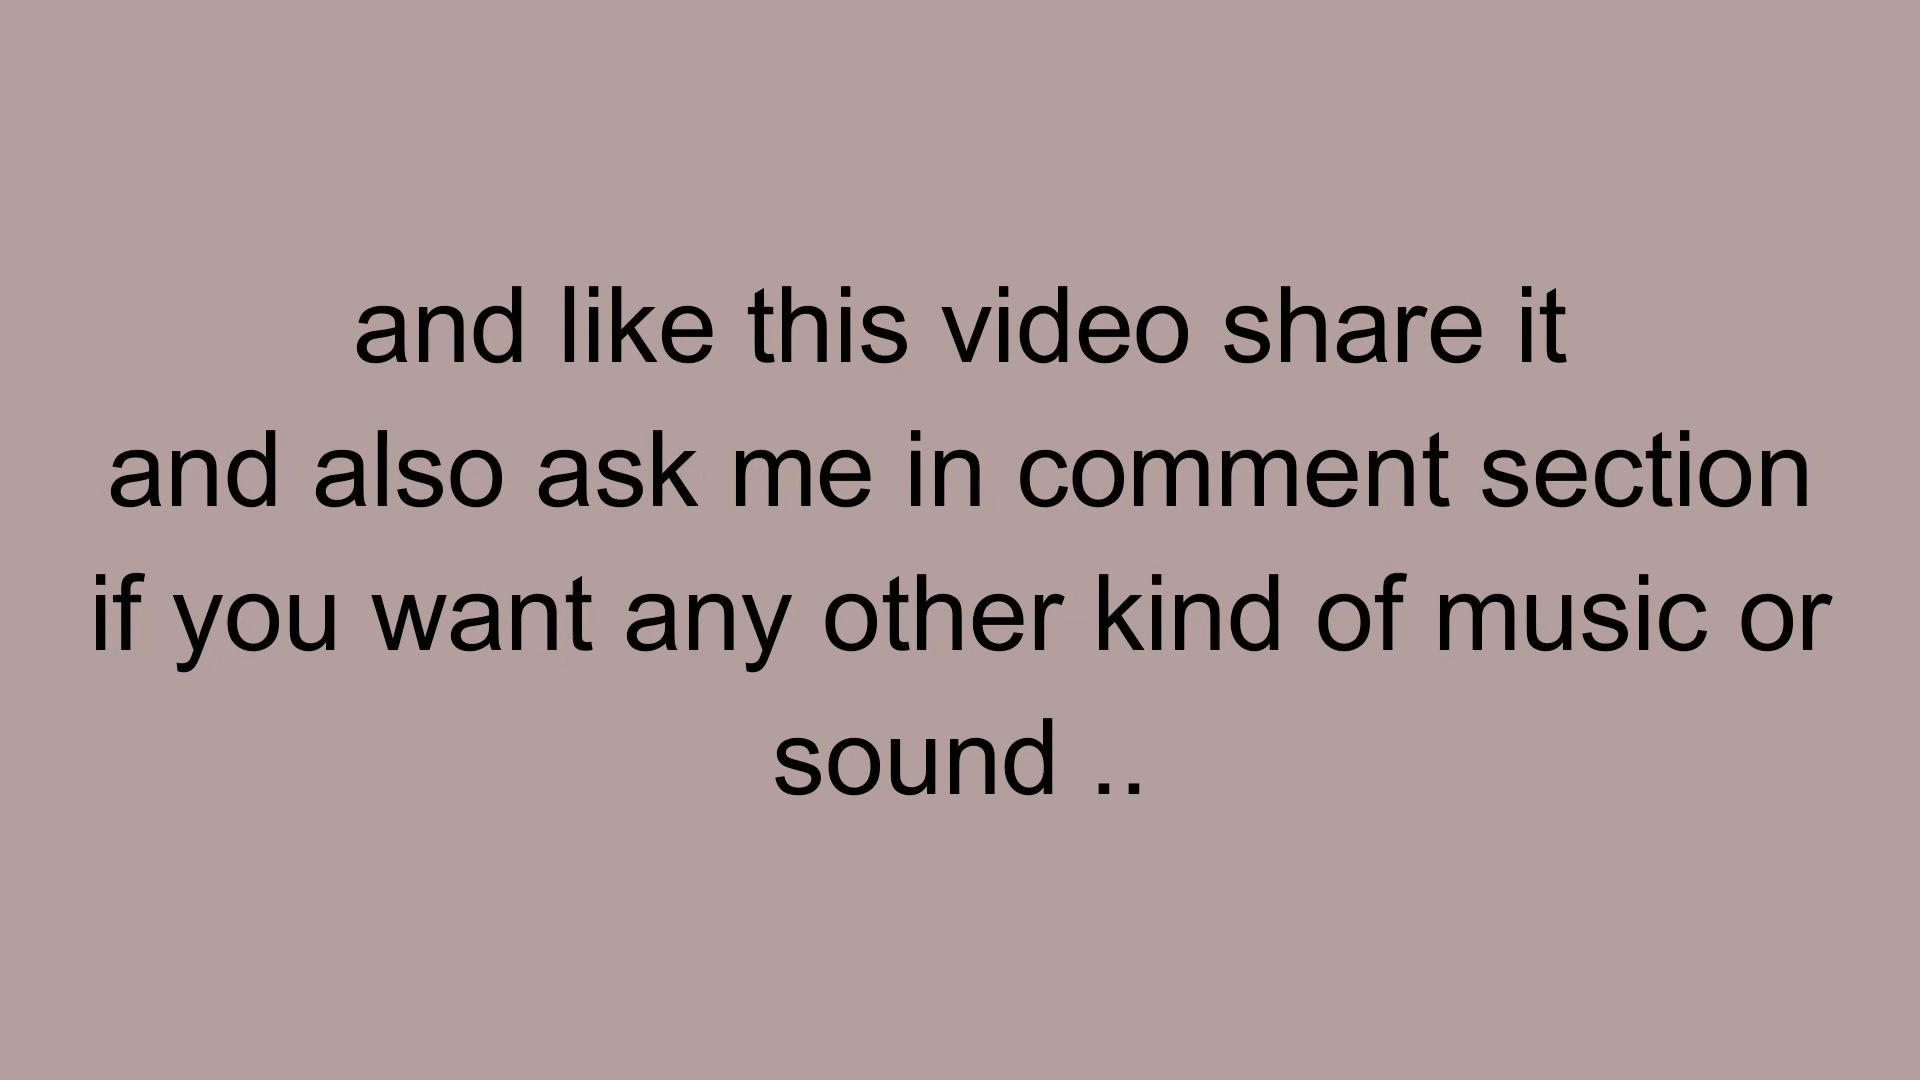 and like this video share it
and also ask me in comment section
if you want any other kind of music or
sound ..